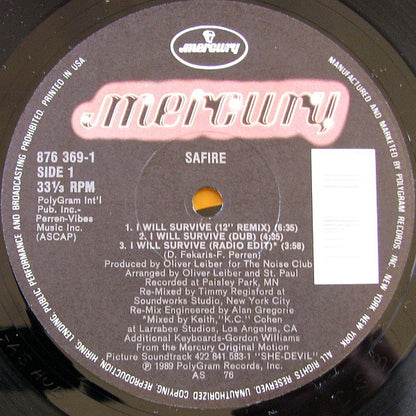 mercury
mercury
MANUFACTURED AND MARKETED BY POLYGRAM RECORDS INC. NEW YORK, NEW YORK.
ALL RIGHTS RESERVED. UNAUTHORIZED COPYING, REPRODUCTION, HIRING, LENDING, PUBLIC PERFORMANCE AND BROADCASTING PROHIBITED. PRINTED IN USA
876 369-1
SIDE 1
33⅓ RPM
PolyGram Int'l
Pub. Inc.-
Perren-Vibes
Music Inc.
(ASCAP)
SAFIRE
1. I WILL SURVIVE (12" REMIX) (6:35)
2. I WILL SURVIVE (DUB) (4:35)
3. I WILL SURVIVE (RADIO EDIT)* (3:58)
(D. Fekaris-F. Perren)
Produced by Oliver Leiber for The Noise Club
Arranged by Oliver Leiber and St. Paul
Recorded at Paisley Park, MN
Re-Mixed by Timmy Regisford at
Soundworks Studio, New York City
Re-Mix Engineered by Alan Gregorie
*Mixed by Keith, "K.C." Cohen
at Larrabee Studios, Los Angeles, CA
Additional Keyboards-Gordon Williams
From the Mercury Original Motion
Picture Soundtrack 422 841 583-1 "SHE-DEVIL"
Ⓟ 1989 PolyGram Records, Inc.
AS 76